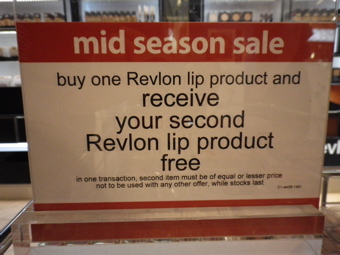 mid season sale
buy one Revlon lip product and
receive
your second
Revlon lip product
free
in one transaction, second item must be of equal or lesser price
not to be used with any other offer, while stocks last